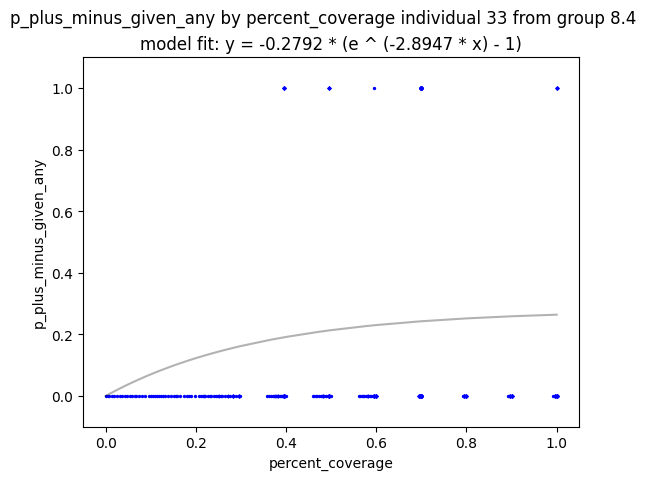 p_plus_minus_given_any by percent_coverage individual 33 from group 8.4
model fit: y = -0.2792 * (e ^ (-2.8947 * x) - 1)
1.0
0.8
0.6
0.4
0.2
0.0
p_plus_minus_given_any
0.0 0.2 0.4 0.6 0.8 1.0
percent_coverage